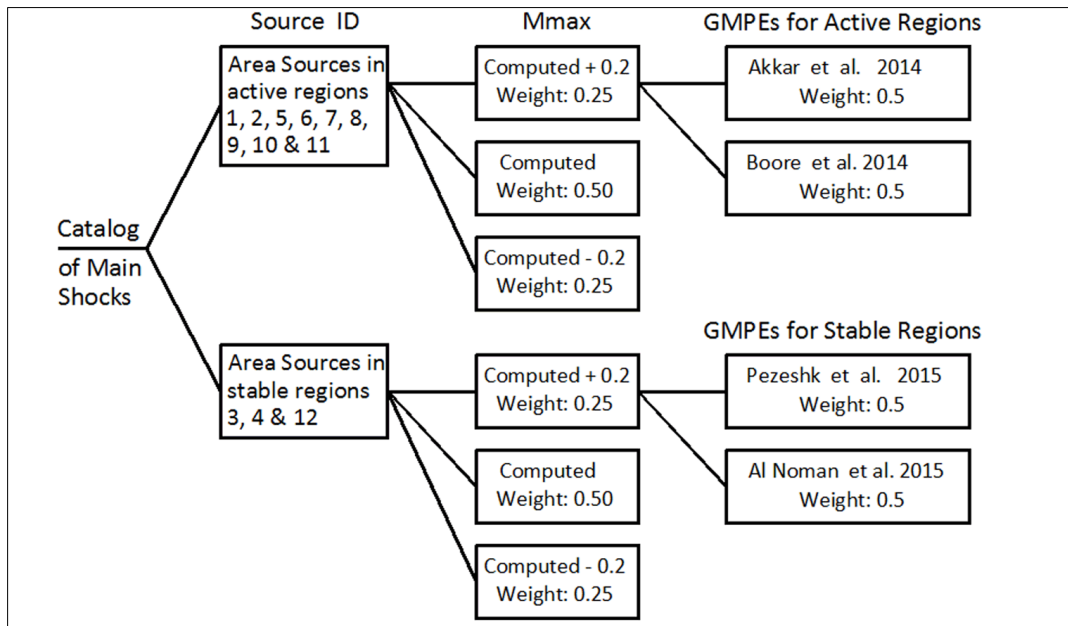 Source ID
Mmax
GMPEs for Active Regions
Area Sources in
active regions
1, 2, 5, 6, 7, 8,
9, 10 & 11
Computed + 0.2
Weight: 0.25
Akkar et al. 2014
Weight: 0.5
Computed
Weight: 0.50
Boore et al. 2014
Weight: 0.5
Computed - 0.2
Weight: 0.25
Catalog
of Main
Shocks
GMPEs for Stable Regions
Area Sources in
stable regions
3, 4 & 12
Computed + 0.2
Weight: 0.25
Pezeshk et al. 2015
Weight: 0.5
Computed
Weight: 0.50
Al Noman et al. 2015
Weight: 0.5
Computed - 0.2
Weight: 0.25